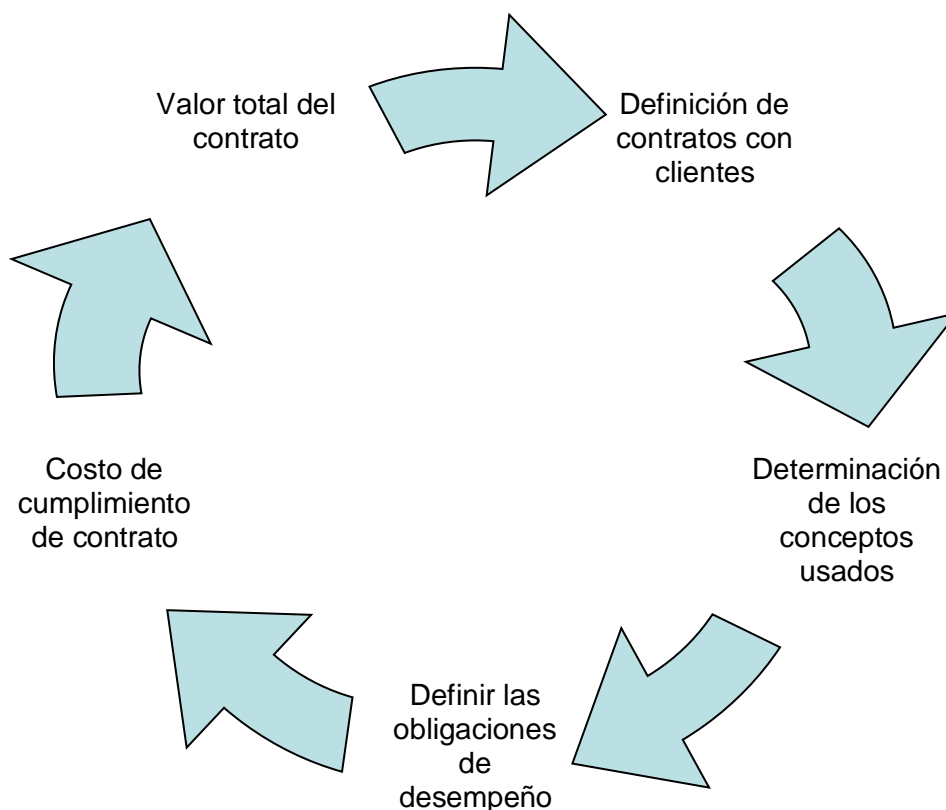 Valor total del
contrato
Definición de
contratos con
clientes
Determinación
de los
conceptos
usados
Definir las
obligaciones
de
desempeño
Costo de
cumplimiento
de contrato